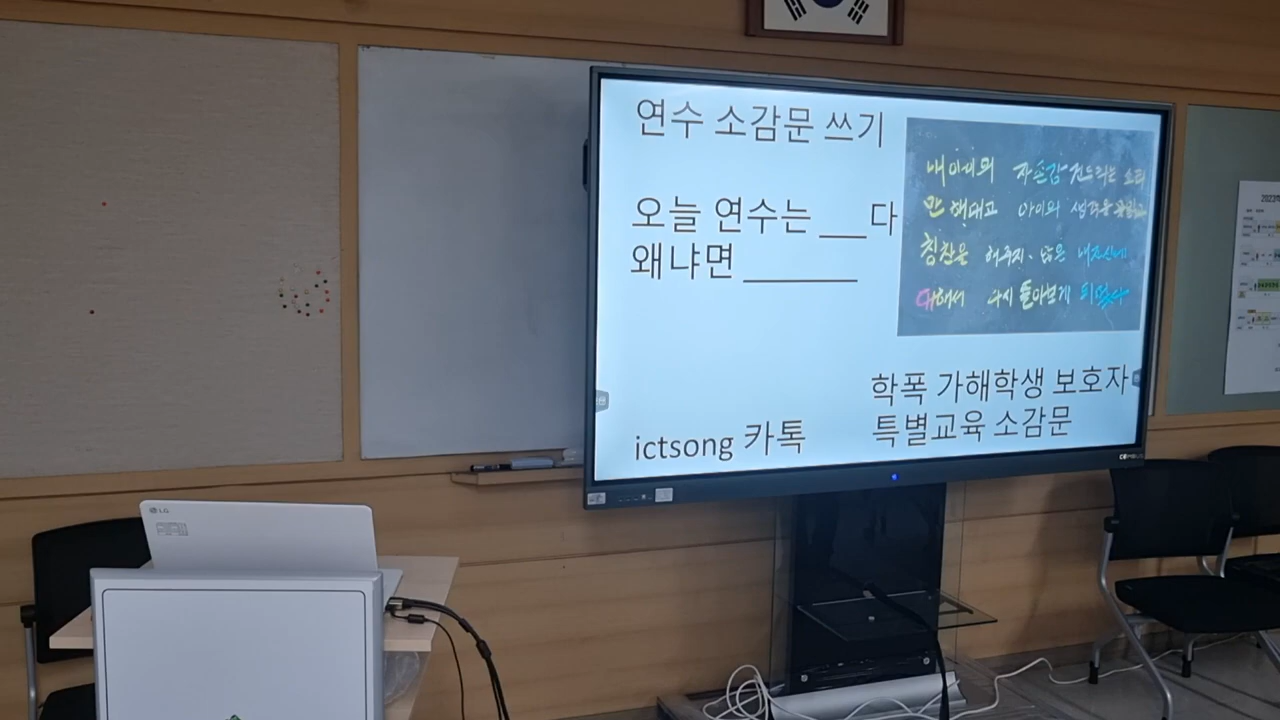 연수 소감문 쓰기
오늘 연수는 ___다
왜냐면 ________
내 아이의 자존감 건드리는 소리
만 해대고 아이의 생각을
칭찬은 해주지 않은 내 자신에
대해서 다시 돌아보게 되었다
학폭 가해학생 보호자
특별교육 소감문
ictsong 카톡
LG